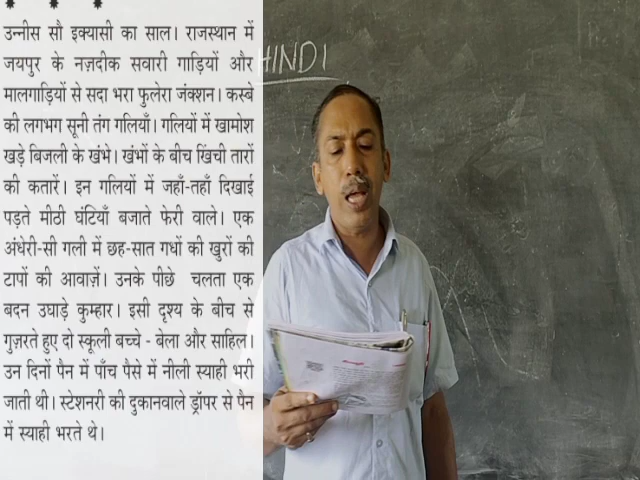 उन्नीस सौ इक्यासी का साल। राजस्थान में
जयपुर के नज़दीक सवारी गाड़ियों और
मालगाड़ियों से सदा भरा फुलेरा जंक्शन। कस्बे
की लगभग सूनी तंग गलियाँ। गलियों में खामोश
खड़े बिजली के खंभे। खंभों के बीच खिंची तारों
की कतारें। इन गलियों में जहाँ-तहाँ दिखाई
पड़ते मीठी घंटियाँ बजाते फेरी वाले। एक
अंधेरी-सी गली में छह-सात गधों की खुरों की
टापों की आवाज़ें। उनके पीछे चलता एक
बदन उघाड़े कुम्हार। इसी दृश्य के बीच से
गुज़रते हुए दो स्कूली बच्चे - बेला और साहिल।
उन दिनों पैन में पाँच पैसे में नीली स्याही भरी
जाती थी। स्टेशनरी की दुकानवाले ड्रॉपर से पैन
में स्याही भरते थे।
HINDI